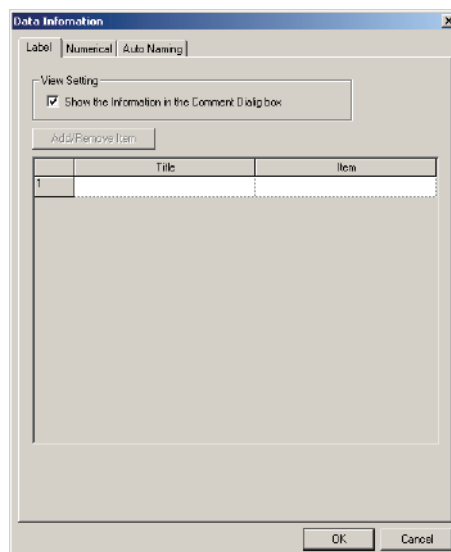 Data Information
Label Numerical Auto Naming
View Setting
Show the Information in the Comment Dialig box
Add/Remove Item
Title Item
1
OK Cancel